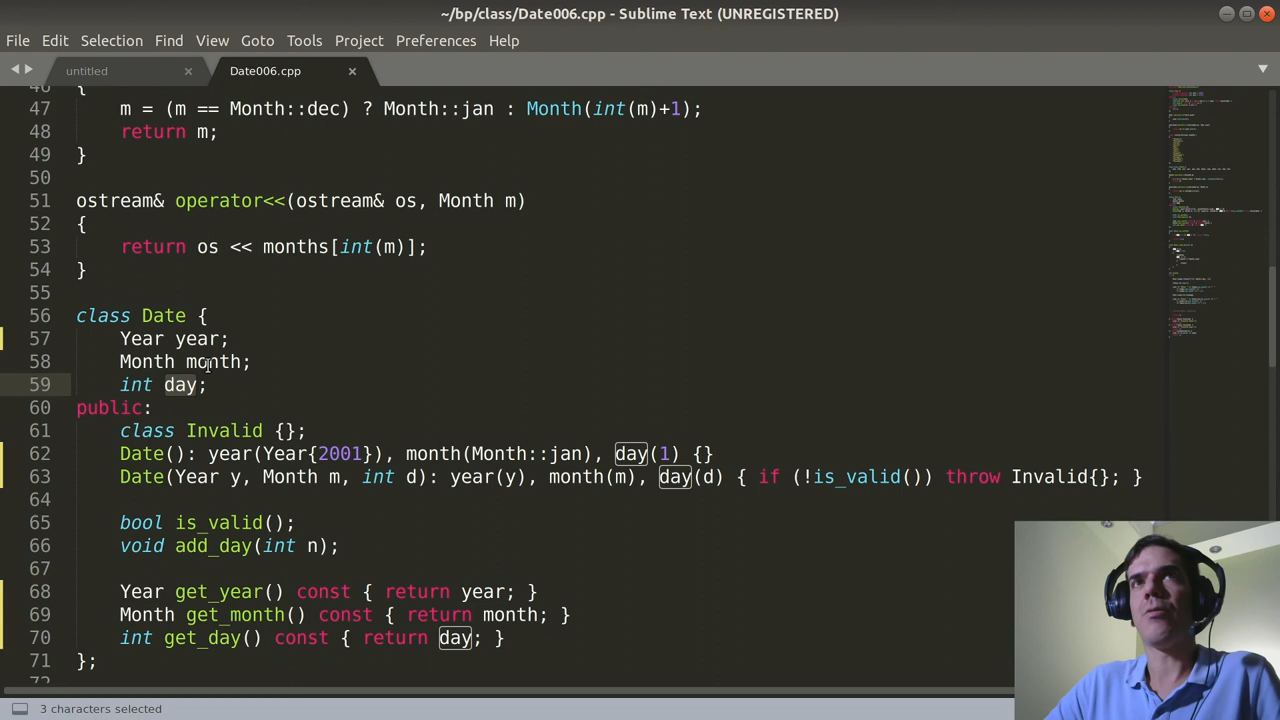 ~/bp/class/Date006.cpp - Sublime Text (UNREGISTERED)
File Edit Selection Find View Goto Tools Project Preferences Help
untitled Date006.cpp
47 m = (m == Month::dec) ? Month::jan : Month(int(m)+1);
48 return m;
49 }
50
51 ostream& operator<<(ostream& os, Month m)
52 {
53 return os << months[int(m)];
54 }
55
56 class Date {
57 Year year;
58 Month month;
59 int day;
60 public:
61 class Invalid {};
62 Date(): year(Year{2001}), month(Month::jan), day(1) {}
63 Date(Year y, Month m, int d): year(y), month(m), day(d) { if (!is_valid()) throw Invalid{}; }
64
65 bool is_valid();
66 void add_day(int n);
67
68 Year get_year() const { return year; }
69 Month get_month() const { return month; }
70 int get_day() const { return day; }
71 };
3 characters selected